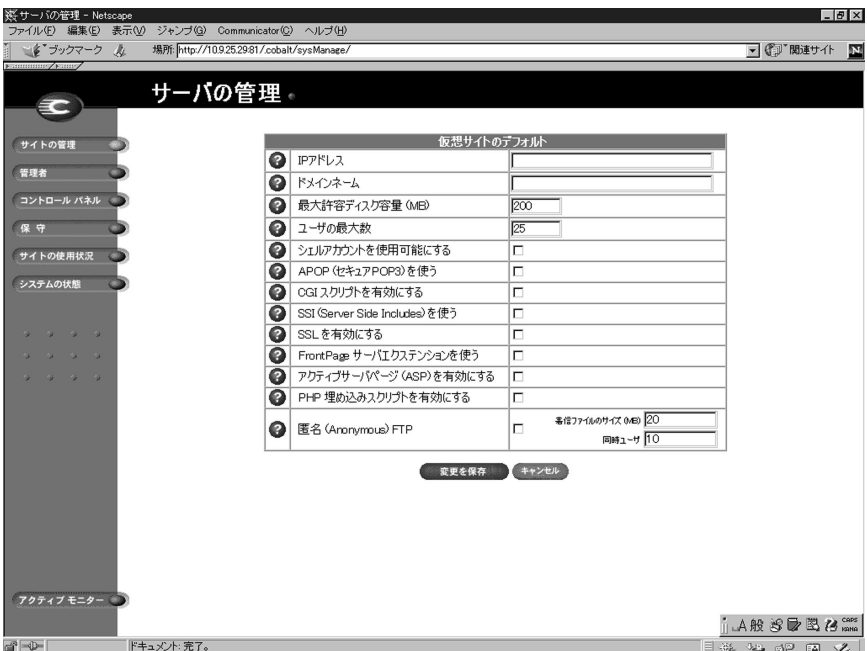 サーバの管理 - Netscape
ファイル(F) 編集(E) 表示(V) ジャンプ(G) Communicator(C) ヘルプ(H)
ブックマーク 場所: http://10.9.25.29:81/.cobalt/sysManage/ 関連サイト N
サーバの管理
サイトの管理
管理者
コントロール パネル
保 守
サイトの使用状況
システムの状態
アクティブ モニター
仮想サイトのデフォルト
? IPアドレス
? ドメインネーム
? 最大許容ディスク容量 (MB) 200
? ユーザの最大数 25
? シェルアカウントを使用可能にする
? APOP (セキュアPOP3) を使う
? CGI スクリプトを有効にする
? SSI (Server Side Includes) を使う
? SSL を有効にする
? FrontPage サーバエクステンションを使う
? アクティブサーバページ (ASP) を有効にする
? PHP 埋め込みスクリプトを有効にする
? 匿名 (Anonymous) FTP
着信ファイルのサイズ (MB) 20
同時ユーザ 10
変更を保存 キャンセル
A 般 CAPS
KANA
ドキュメント: 完了。